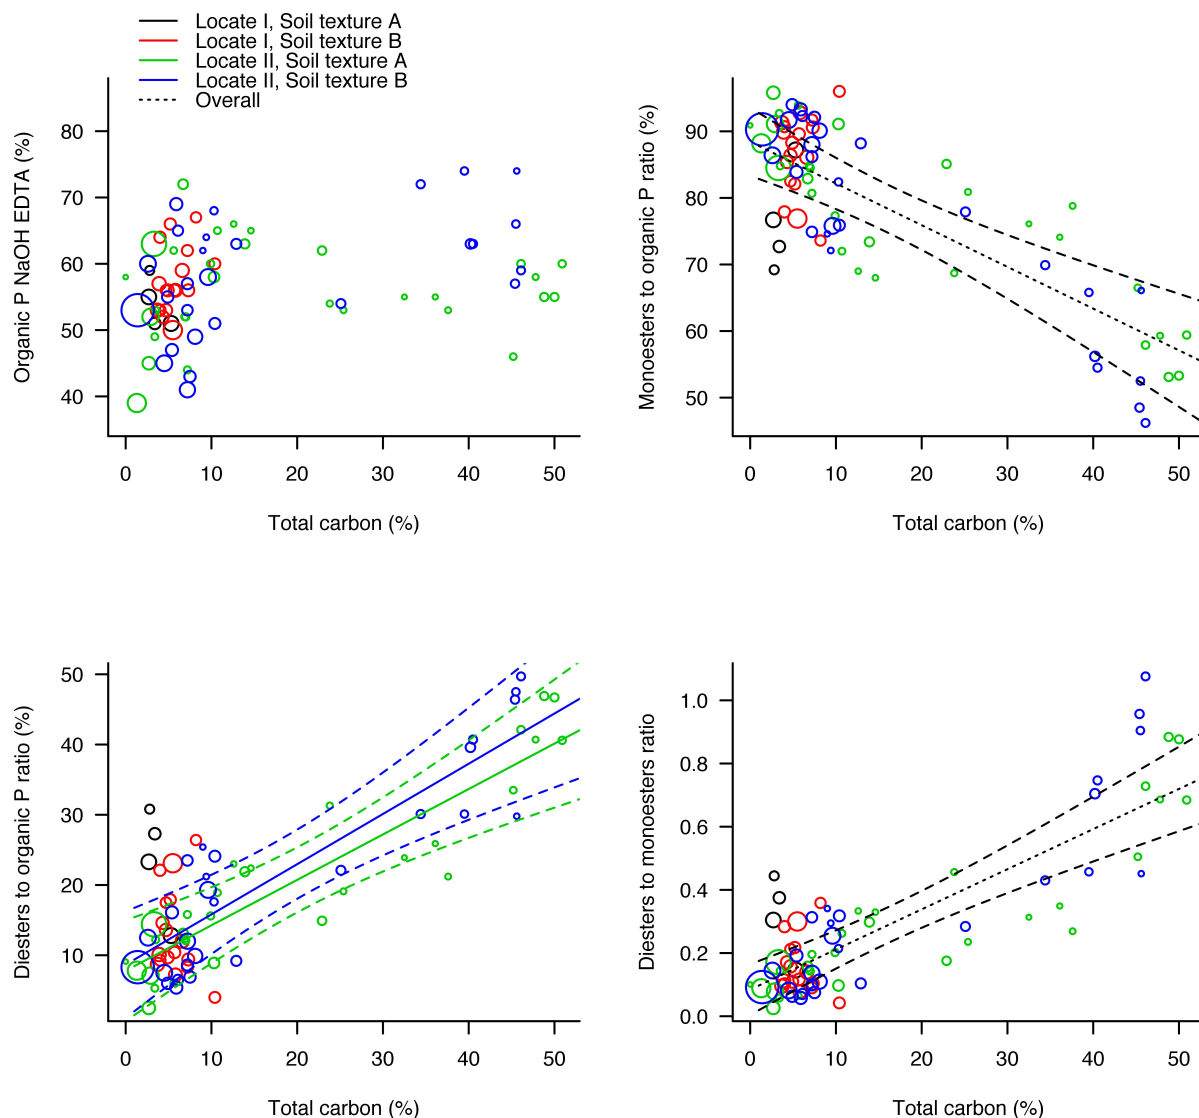 Locate I, Soil texture A
Locate I, Soil texture B
Locate II, Soil texture A
Locate II, Soil texture B
Overall
Organic P NaOH EDTA (%)
80
70
60
50
40
0 10 20 30 40 50
Total carbon (%)
Monoesters to organic P ratio (%)
90
80
70
60
50
0 10 20 30 40 50
Total carbon (%)
Diesters to organic P ratio (%)
50
40
30
20
10
0 10 20 30 40 50
Total carbon (%)
Diesters to monoesters ratio
1.0
0.8
0.6
0.4
0.2
0.0
0 10 20 30 40 50
Total carbon (%)